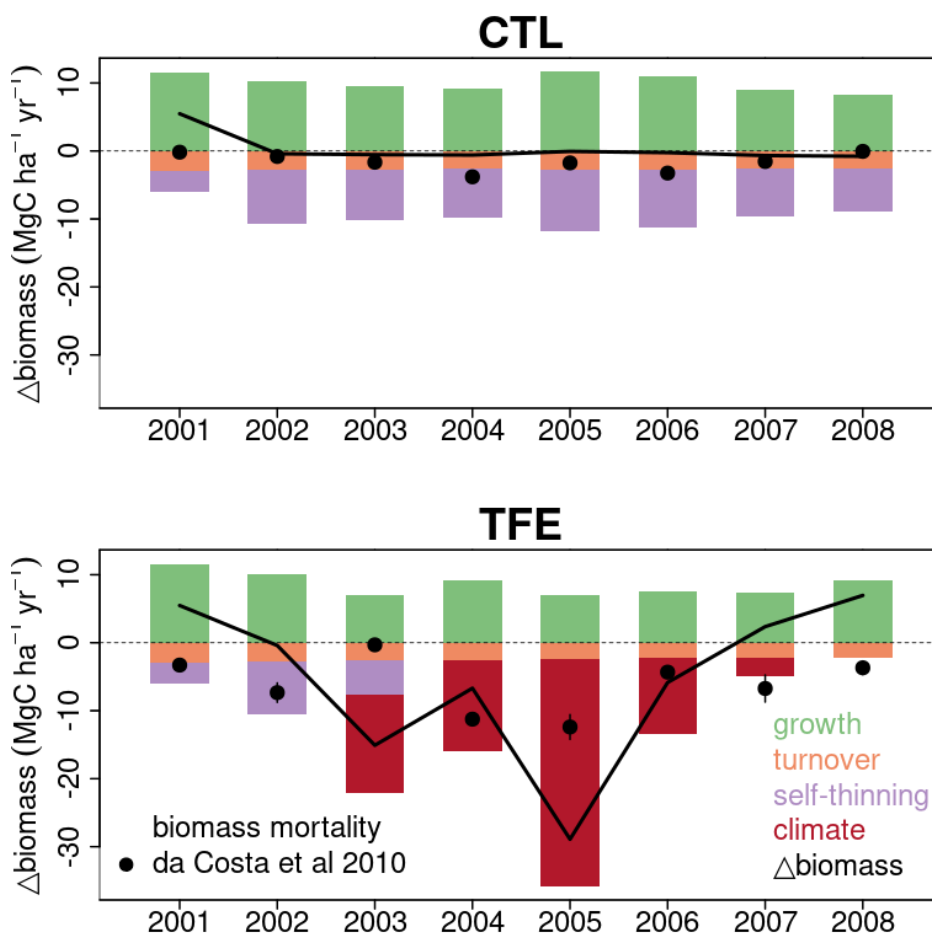 CTL
△biomass (MgC ha⁻¹ yr⁻¹)
10
0
-10
-20
-30
2001 2002 2003 2004 2005 2006 2007 2008
TFE
△biomass (MgC ha⁻¹ yr⁻¹)
10
0
-10
-20
-30
growth
turnover
self-thinning
climate
△biomass
biomass mortality
da Costa et al 2010
2001 2002 2003 2004 2005 2006 2007 2008